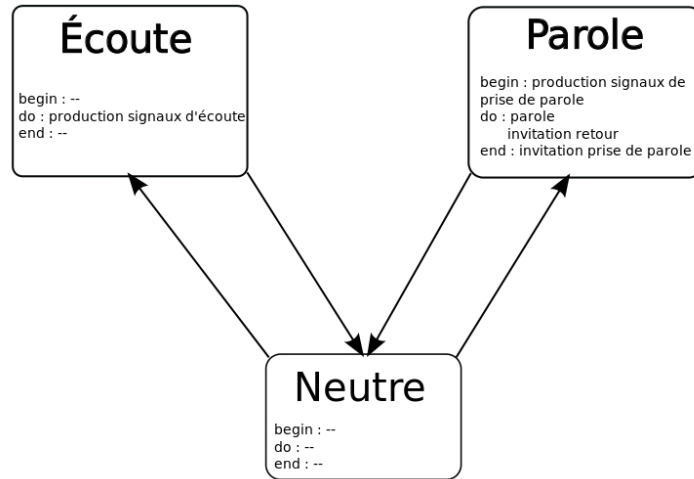 Écoute
begin : --
do : production signaux d'écoute
end : --
Parole
begin : production signaux de
prise de parole
do : parole
invitation retour
end : invitation prise de parole
Neutre
begin : --
do : --
end : --